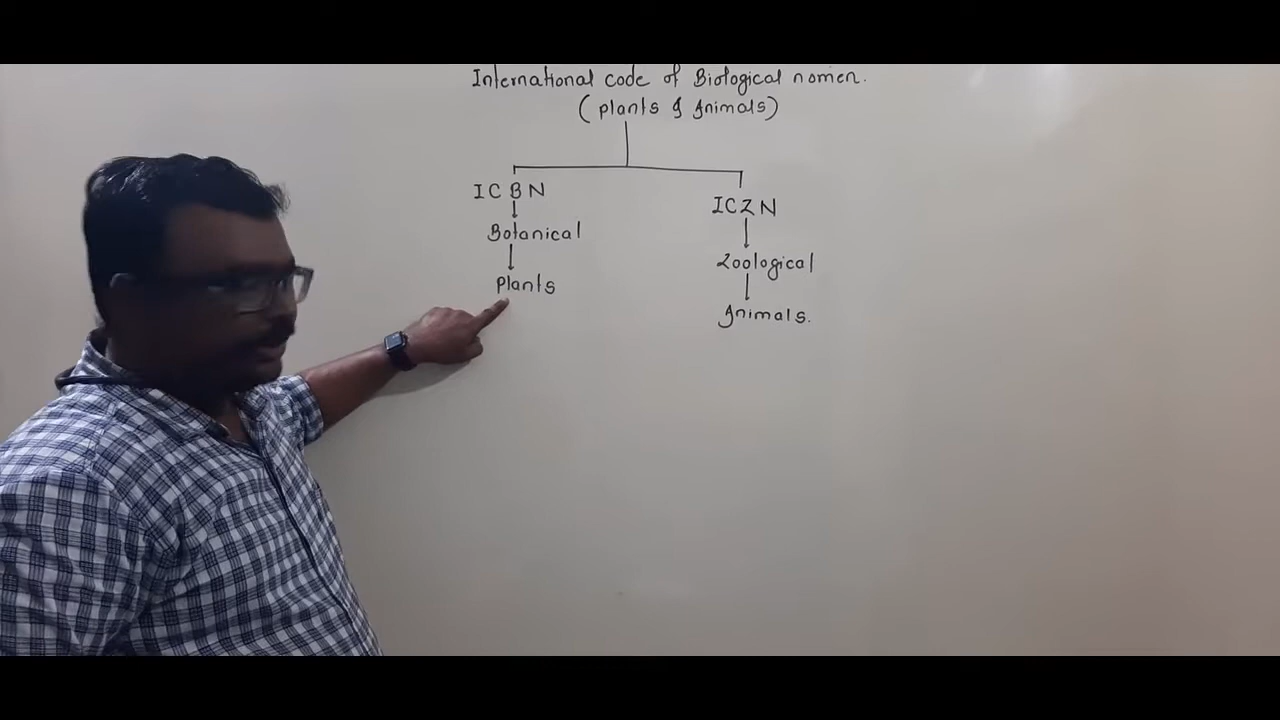 International code of Biological nomen.
(plants & Animals)
ICBN
Botanical
plants
ICZN
Zoological
Animals.